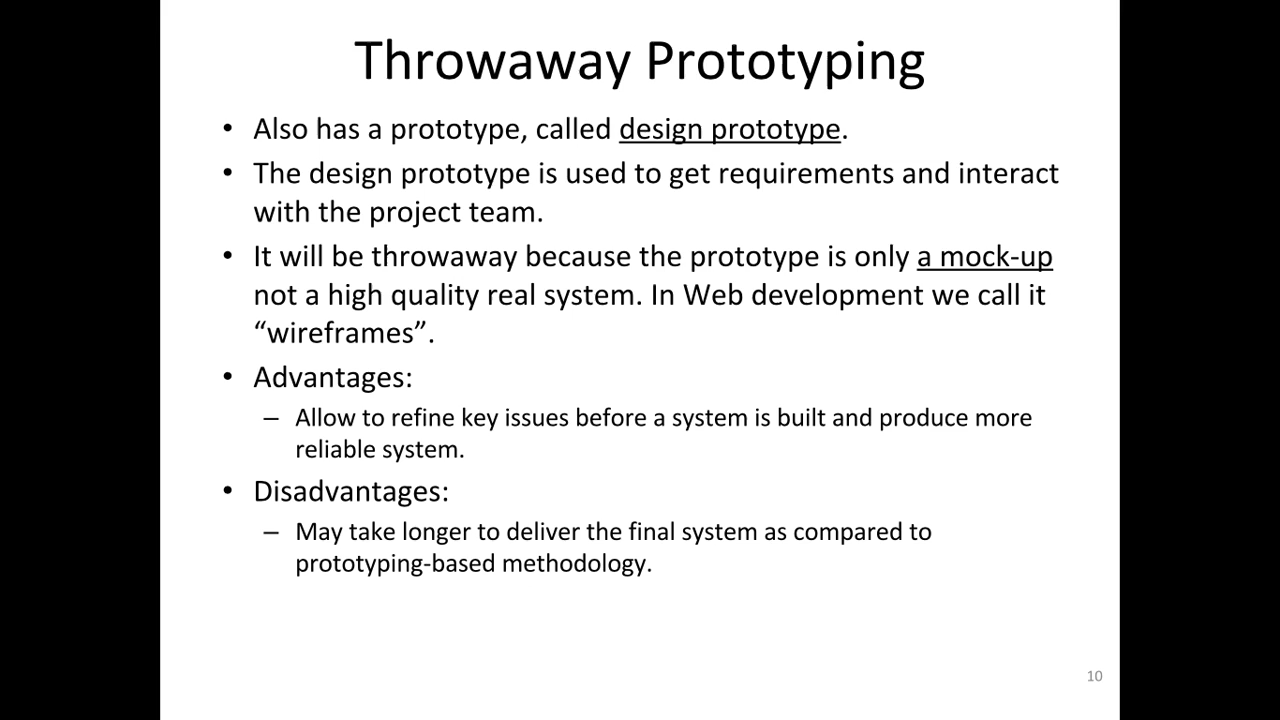 Throwaway Prototyping
• Also has a prototype, called design prototype.
• The design prototype is used to get requirements and interact
with the project team.
• It will be throwaway because the prototype is only a mock-up
not a high quality real system. In Web development we call it
“wireframes”.
• Advantages:
– Allow to refine key issues before a system is built and produce more
reliable system.
• Disadvantages:
– May take longer to deliver the final system as compared to
prototyping-based methodology.
10